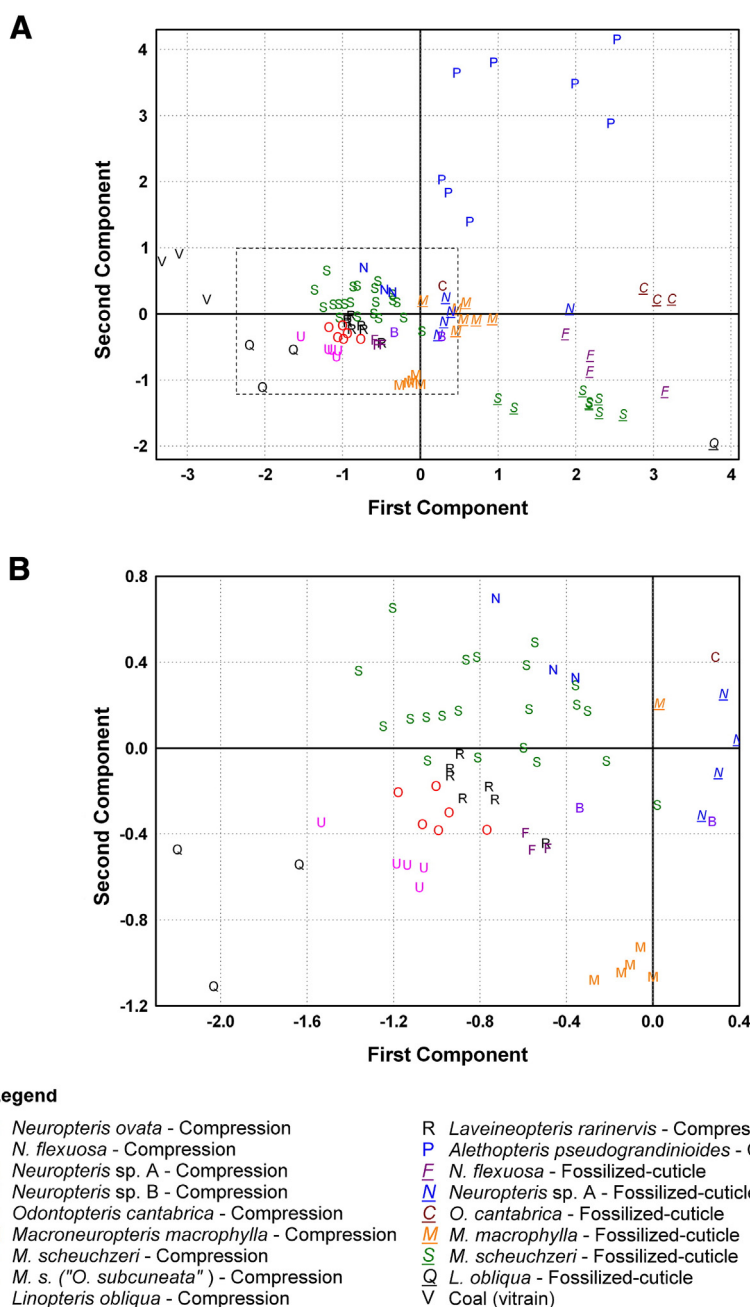 A
4
3
2
1
0
-1
-2
Second Component
-3 -2 -1 0 1 2 3 4
First Component
B
0.8
0.4
0.0
-0.4
-0.8
-1.2
Second Component
-2.0 -1.6 -1.2 -0.8 -0.4 0.0 0.4
First Component
egend
Neuropteris ovata - Compression
N. flexuosa - Compression
Neuropteris sp. A - Compression
Neuropteris sp. B - Compression
Odontopteris cantabrica - Compression
Macroneuropteris macrophylla - Compression
M. scheuchzeri - Compression
M. s. ("O. subcuneata" ) - Compression
Linopteris obliqua - Compression
R Laveineopteris rarinervis - Compres
P Alethopteris pseudograndinioides - C
F N. flexuosa - Fossilized-cuticle
N Neuropteris sp. A - Fossilized-cuticle
C O. cantabrica - Fossilized-cuticle
M M. macrophylla - Fossilized-cuticle
S M. scheuchzeri - Fossilized-cuticle
Q L. obliqua - Fossilized-cuticle
V Coal (vitrain)